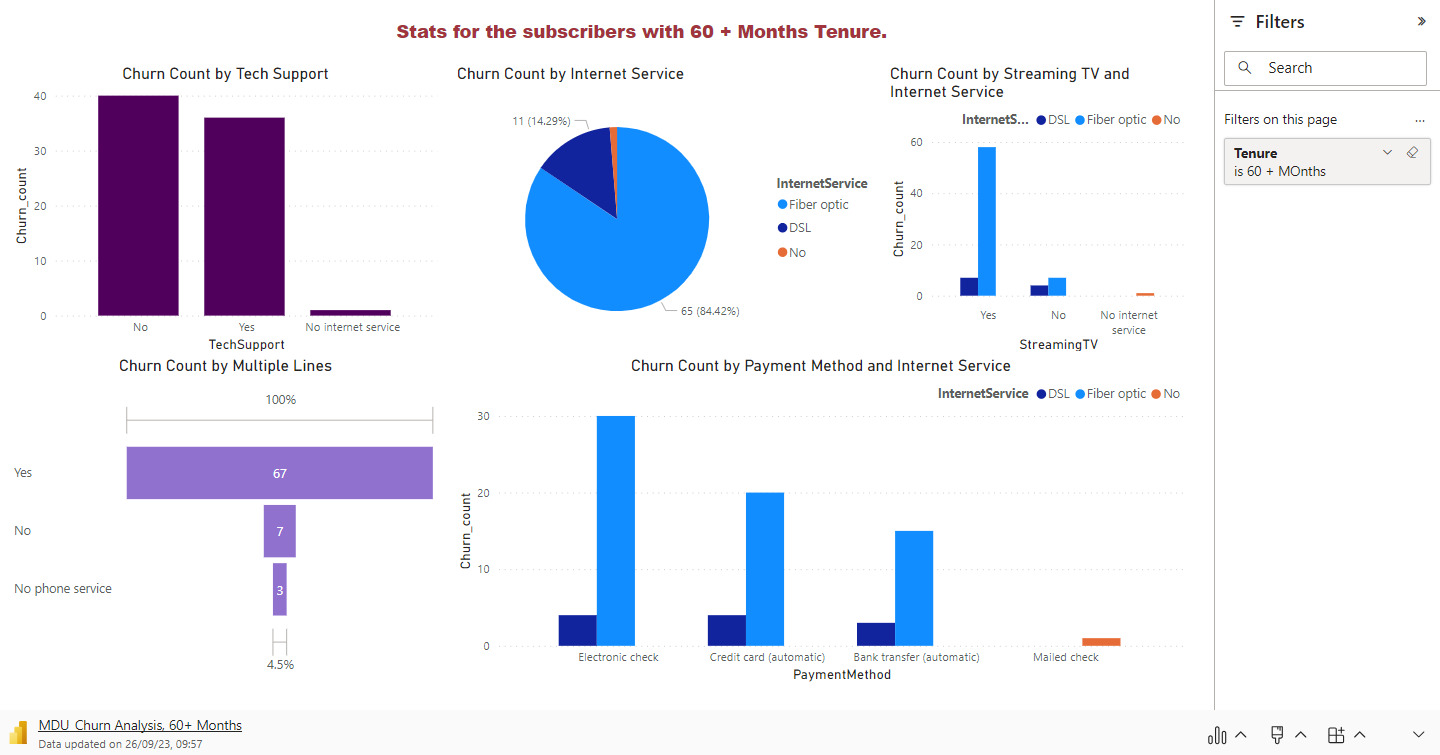 Stats for the subscribers with 60 + Months Tenure.
Churn Count by Tech Support
Churn_count
40
30
20
10
0
No
Yes
No internet service
TechSupport
Churn Count by Internet Service
11 (14.29%)
65 (84.42%)
InternetService
Fiber optic
DSL
No
Churn Count by Streaming TV and
Internet Service
InternetS... DSL Fiber optic No
Churn_count
60
40
20
0
Yes
No
No internet
service
StreamingTV
Churn Count by Multiple Lines
100%
Yes
67
No
7
No phone service
3
4.5%
Churn Count by Payment Method and Internet Service
InternetService DSL Fiber optic No
Churn_count
30
20
10
0
Electronic check
Credit card (automatic)
Bank transfer (automatic)
Mailed check
PaymentMethod
Filters
Search
Filters on this page
...
Tenure
is 60 + MOnths
MDU_Churn Analysis, 60+ Months
Data updated on 26/09/23, 09:57